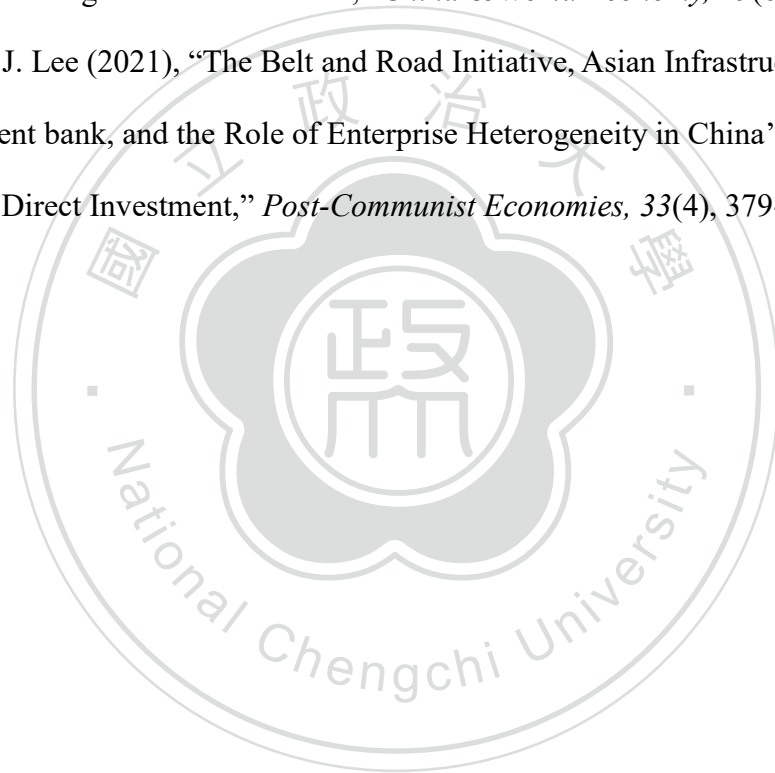 J. Lee (2021), “The Belt and Road Initiative, Asian Infrastruc
ent bank, and the Role of Enterprise Heterogeneity in China’
Direct Investment,” Post-Communist Economies, 33(4), 379-
國立政治大學
政
National Chengchi University